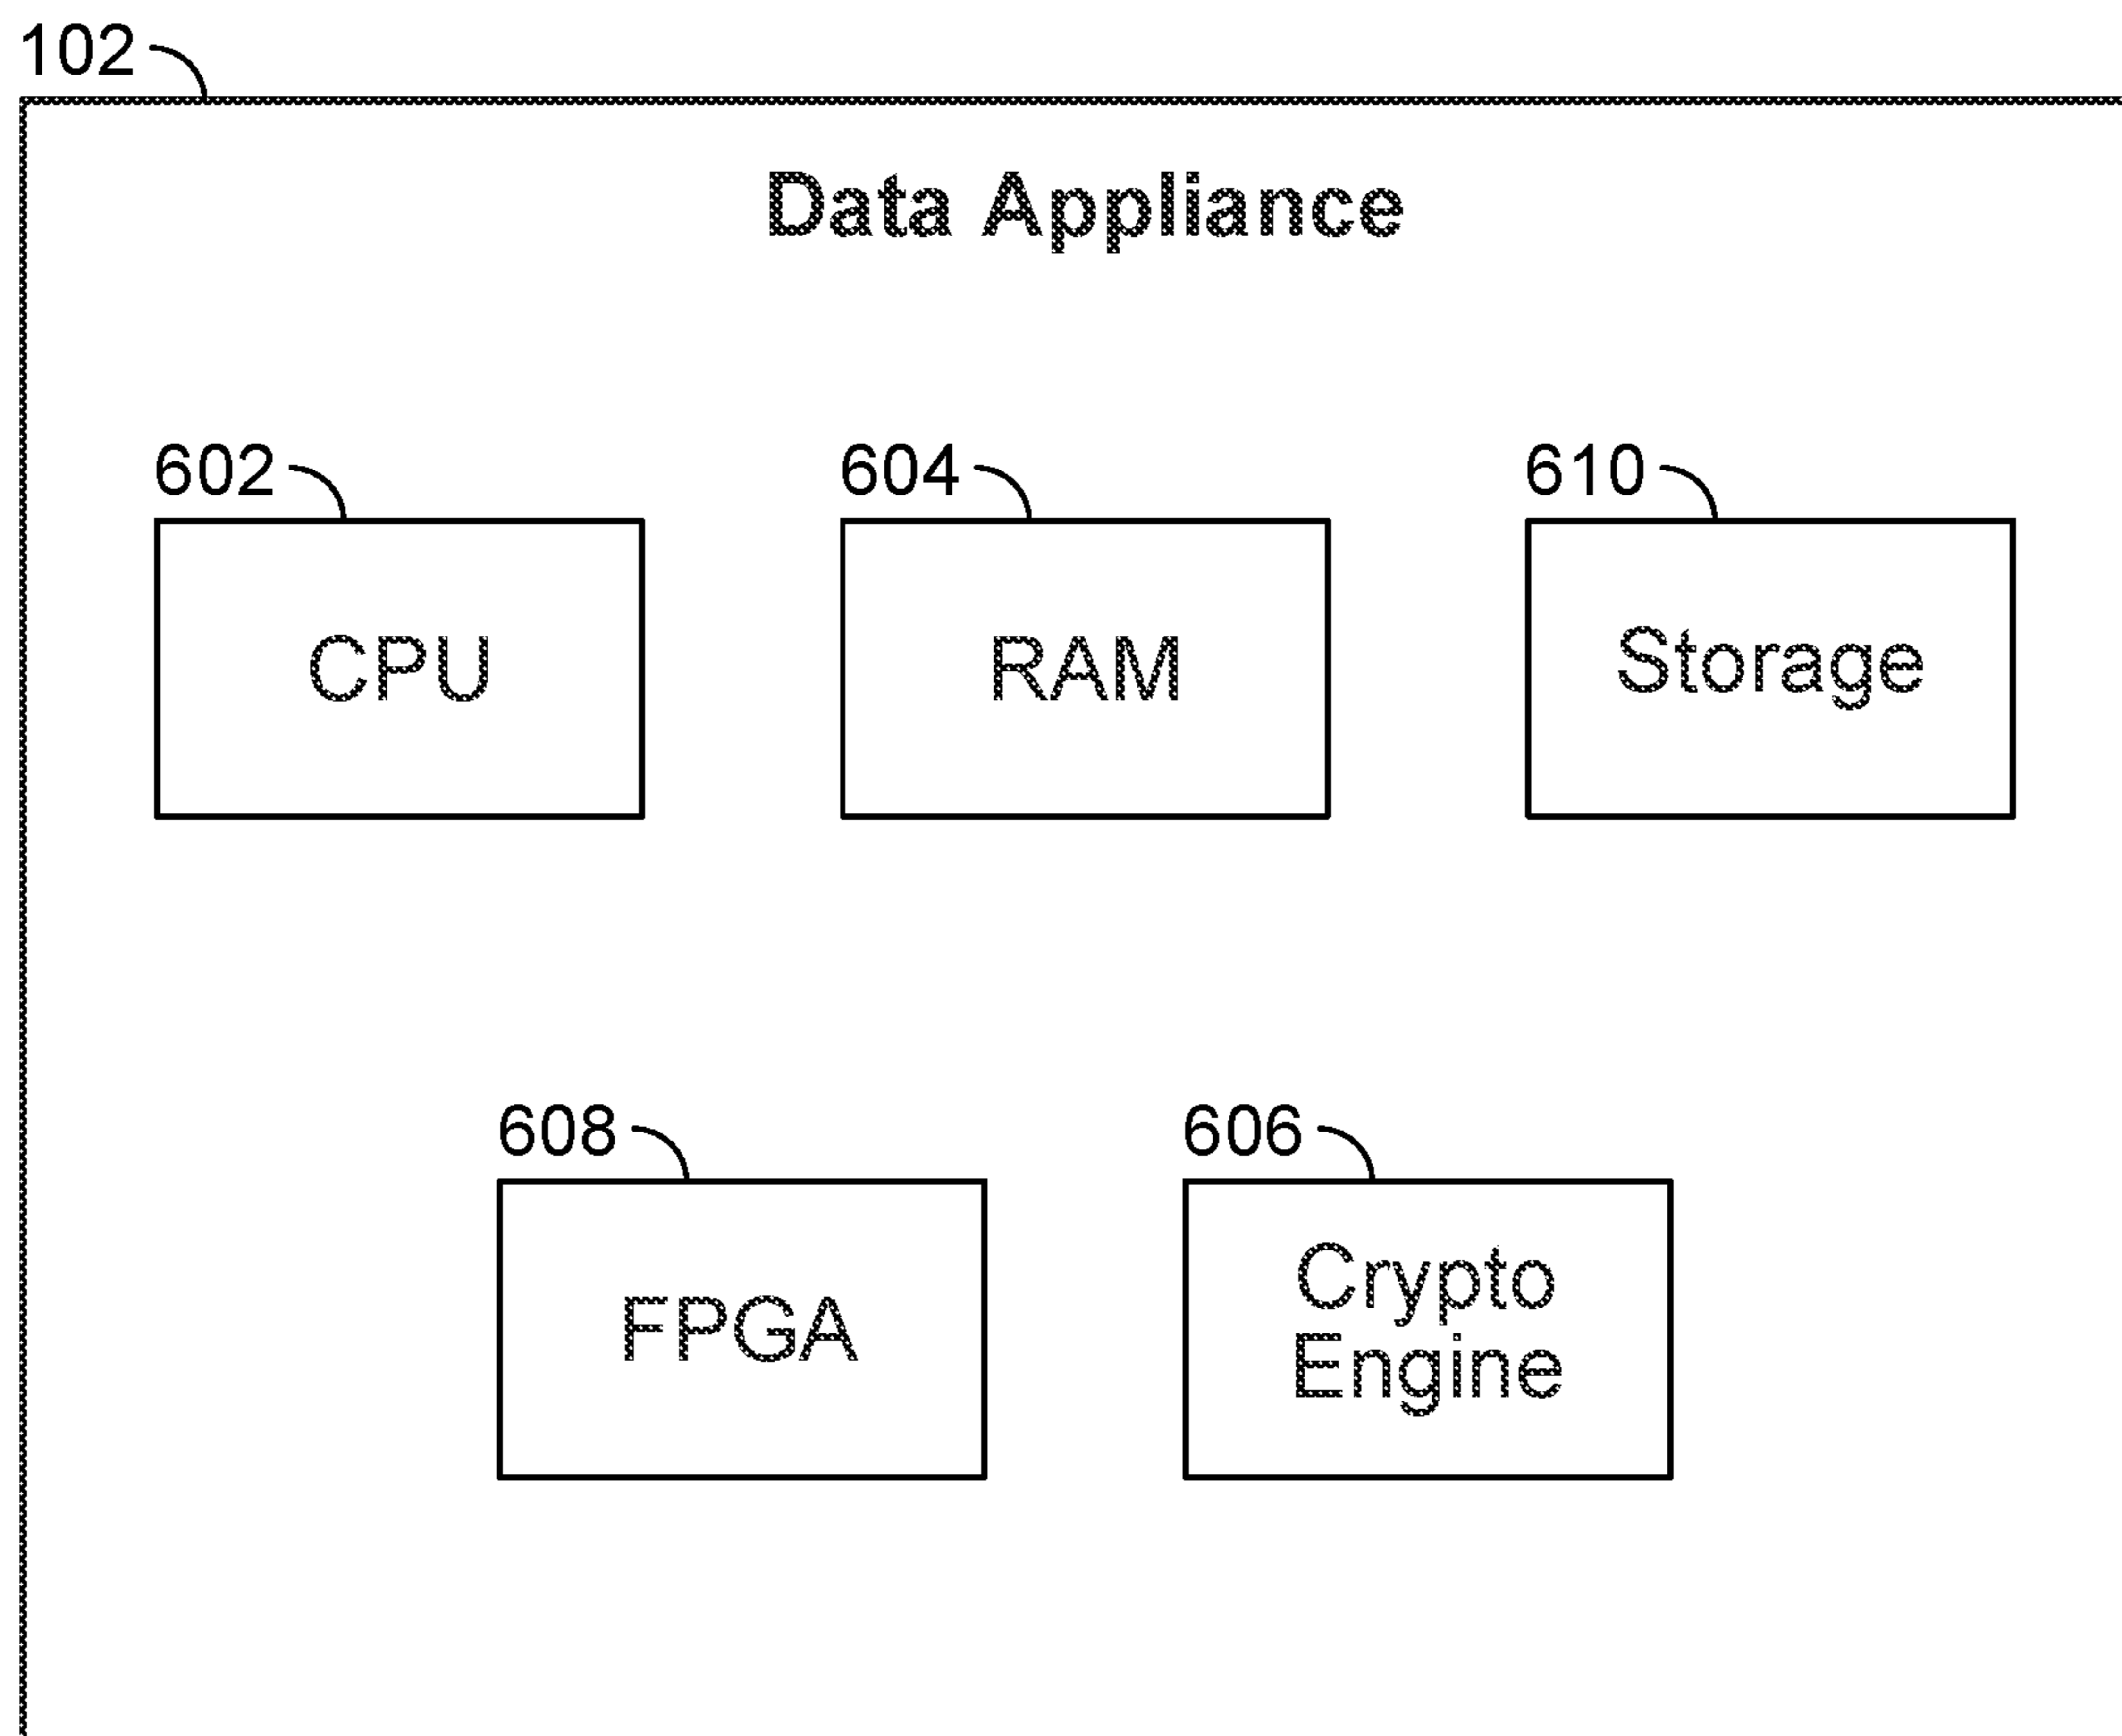 102
Data Appliance
602
604
610
CPU
RAM
Storage
608
606
FPGA
Crypto
Engine